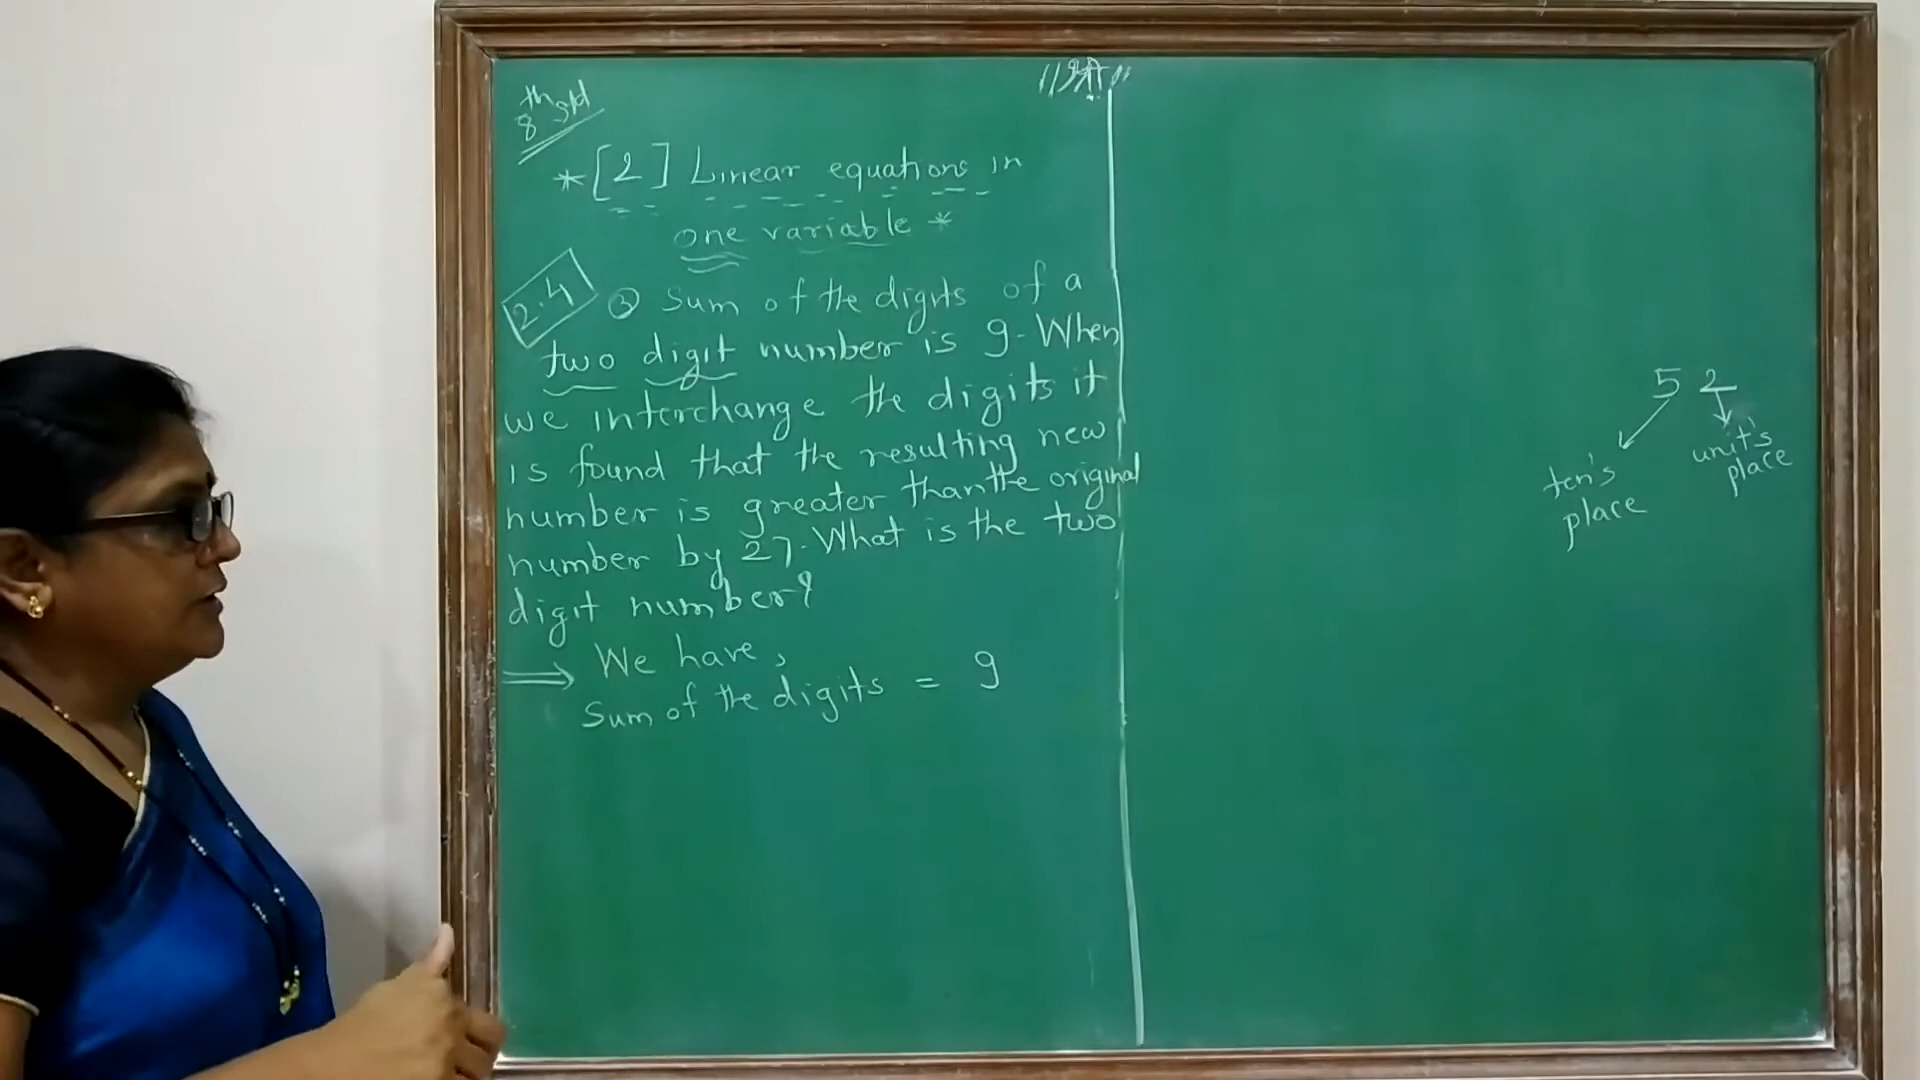 8th std
* [2] Linear equations in
one variable *
2.4
③ Sum of the digits of a
two digit number is 9. When
we interchange the digits it
is found that the resulting new
number is greater than the original
number by 27. What is the two
digit number?
⇒ We have,
Sum of the digits = 9
5 2
ten's
place
unit's
place